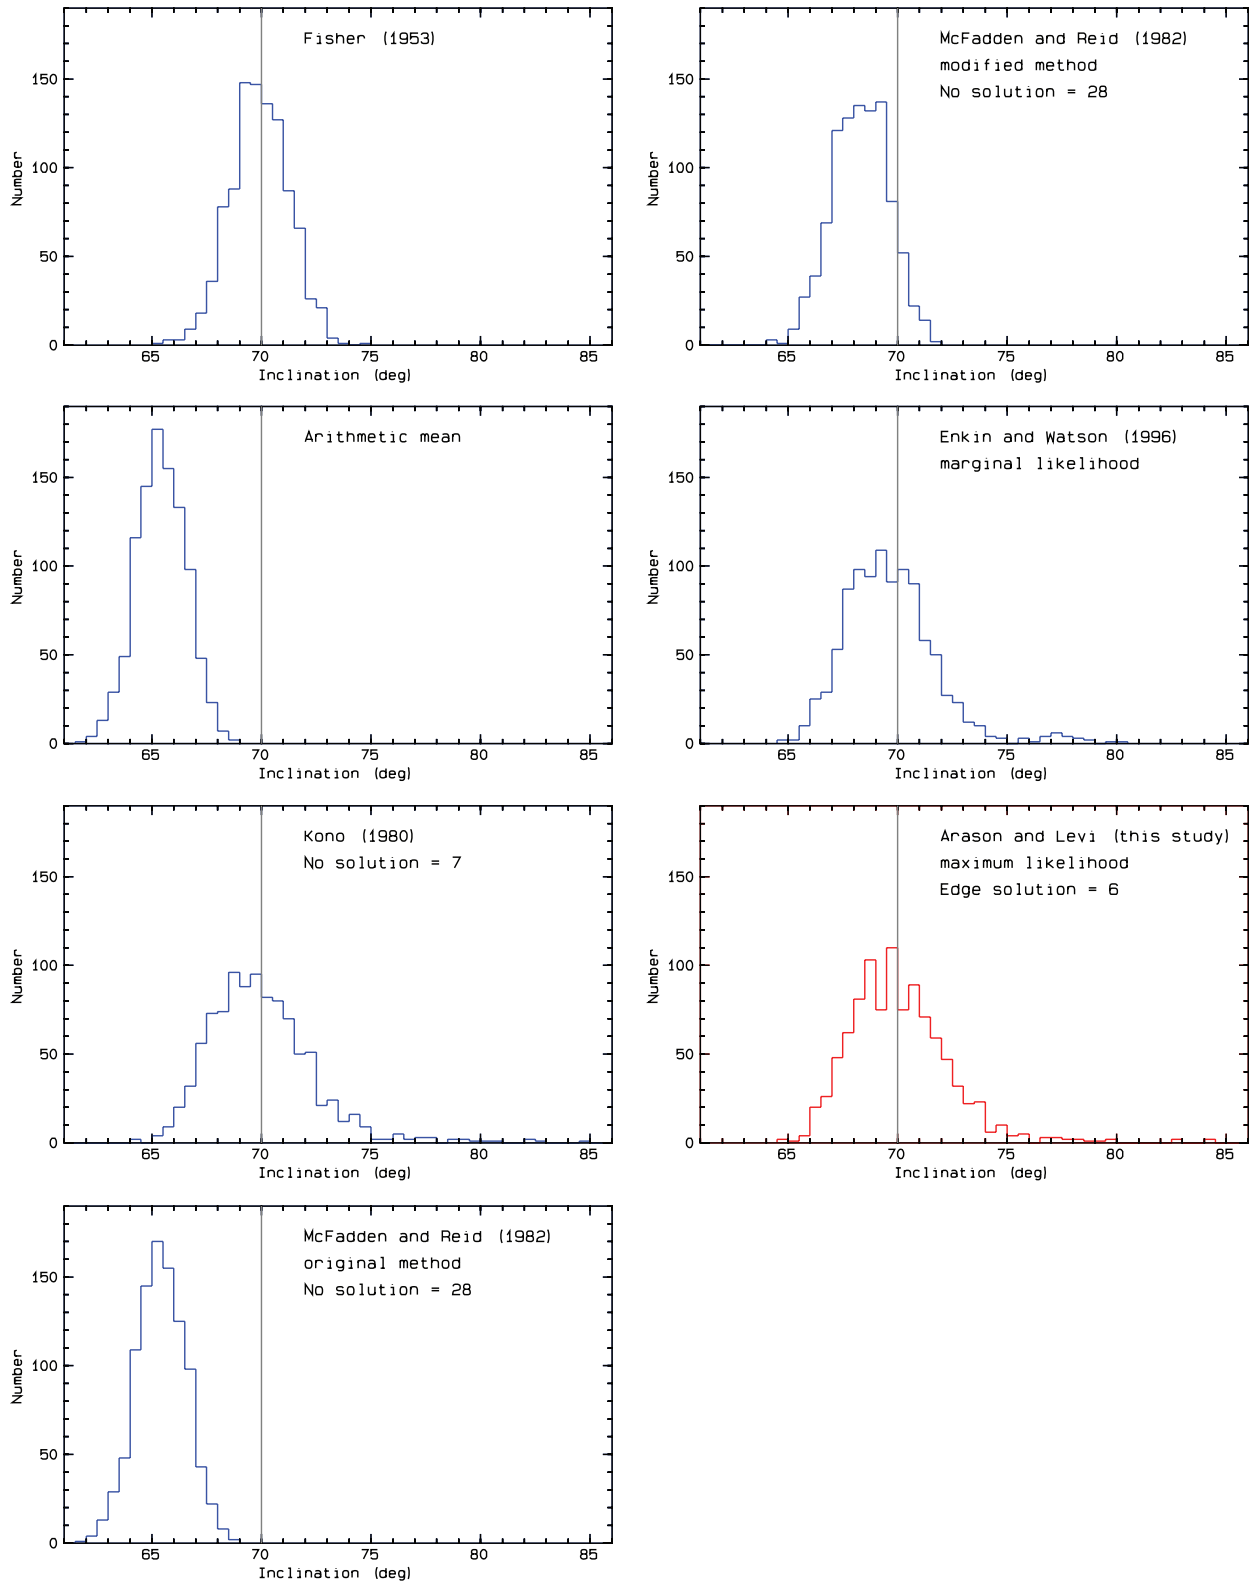 Fisher (1953)
150
100
50
0
65 70 75 80 85
Number
Inclination (deg)
McFadden and Reid (1982)
modified method
No solution = 28
150
100
50
0
65 70 75 80 85
Number
Inclination (deg)
Arithmetic mean
150
100
50
0
65 70 75 80 85
Number
Inclination (deg)
Enkin and Watson (1996)
marginal likelihood
150
100
50
0
65 70 75 80 85
Number
Inclination (deg)
Kono (1980)
No solution = 7
150
100
50
0
65 70 75 80 85
Number
Inclination (deg)
Arason and Levi (this study)
maximum likelihood
Edge solution = 6
150
100
50
0
65 70 75 80 85
Number
Inclination (deg)
McFadden and Reid (1982)
original method
No solution = 28
150
100
50
0
65 70 75 80 85
Number
Inclination (deg)